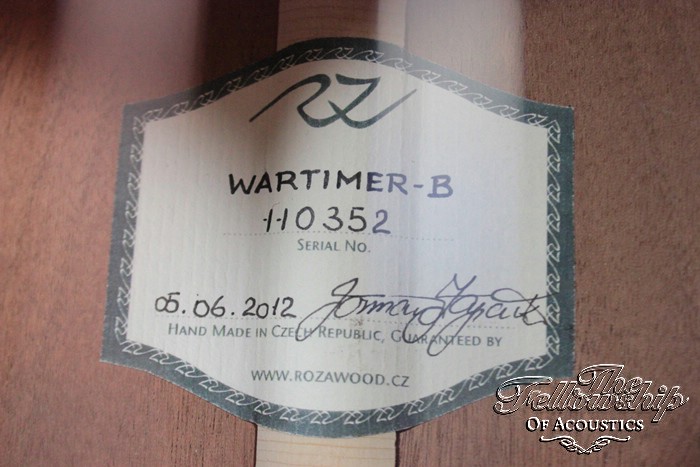 RZ
WARTIMER-B
110352
SERIAL NO.
05.06.2012
HAND MADE IN CZECH REPUBLIC, GUARANTEED BY
WWW.ROZAWOOD.CZ
The
Fellowship
OF ACOUSTICS